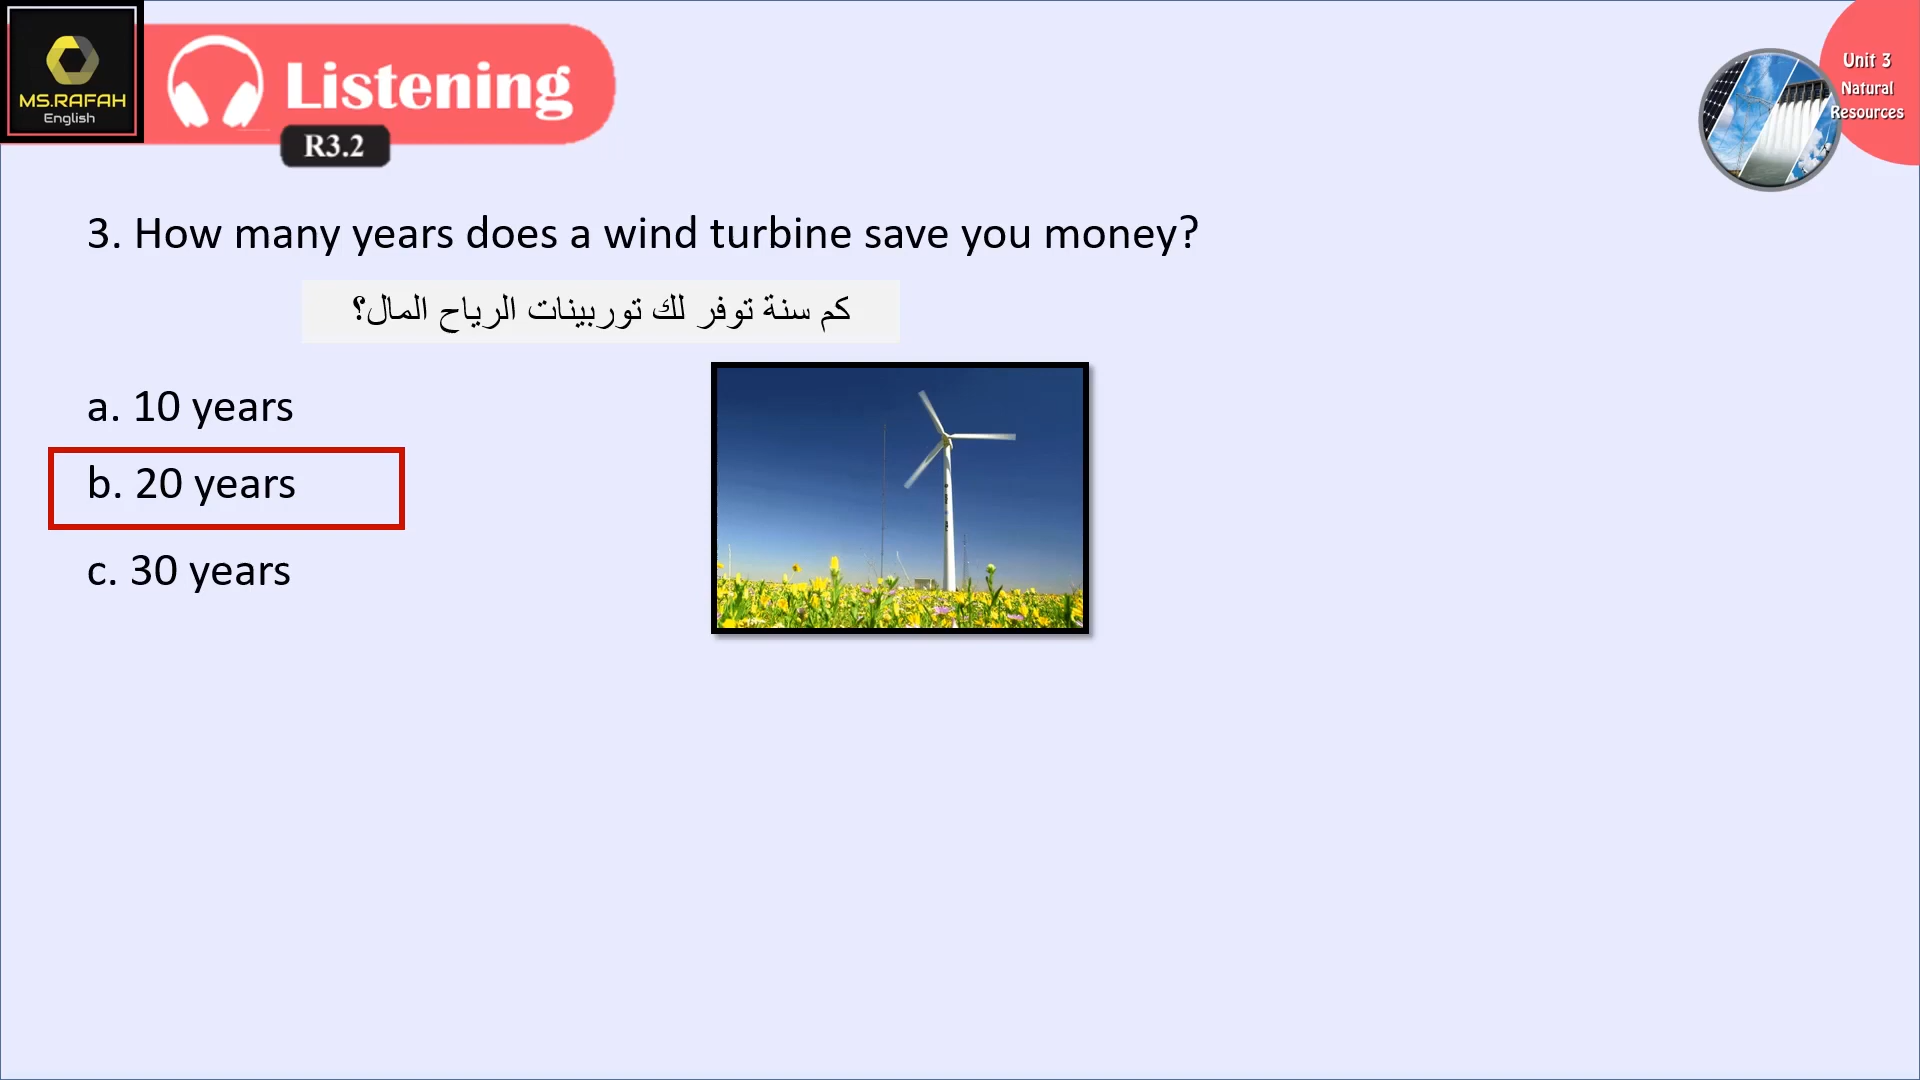 MS.RAFAH
English
Listening
R3.2
Unit 3
Natural
Resources
3. How many years does a wind turbine save you money?
كم سنة توفر لك توربينات الرياح المال؟
a. 10 years
b. 20 years
c. 30 years